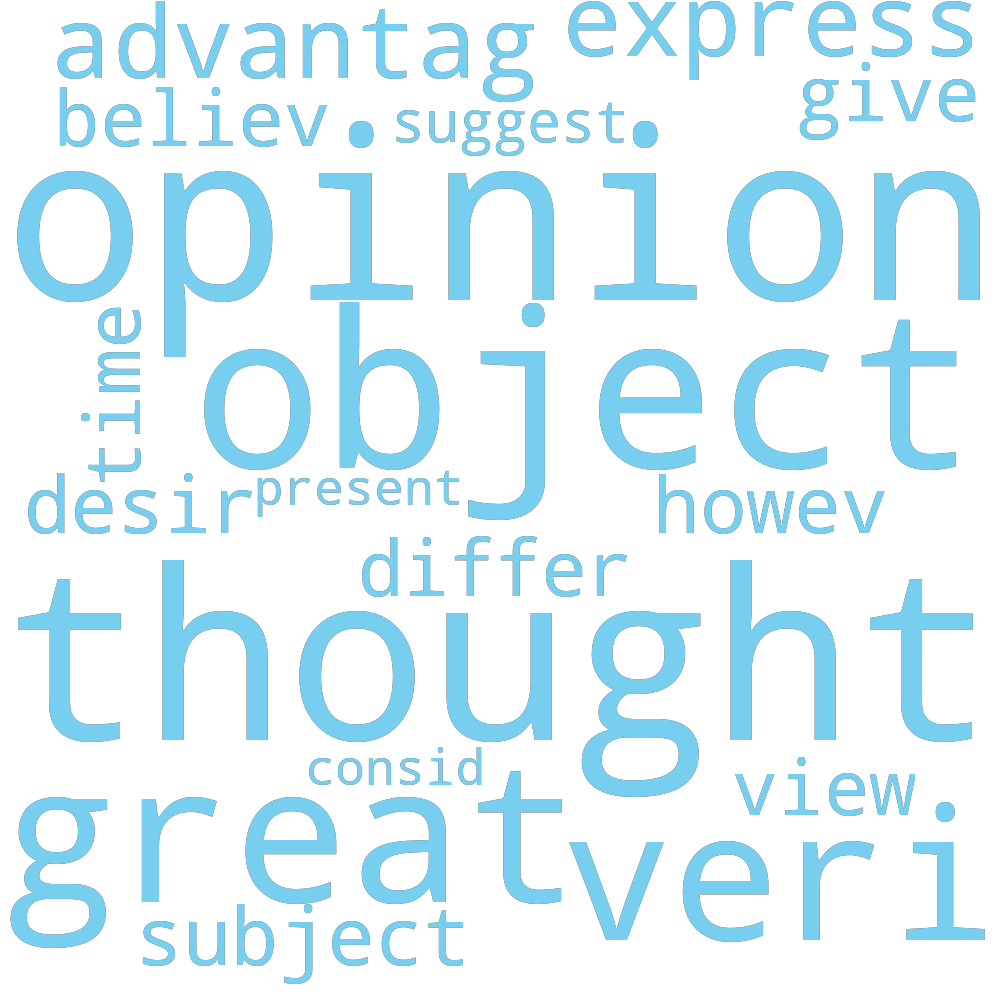 advantag express
believ suggest give
opinion
time object
desir present howev
differ
thought
consid view
great veri
subject